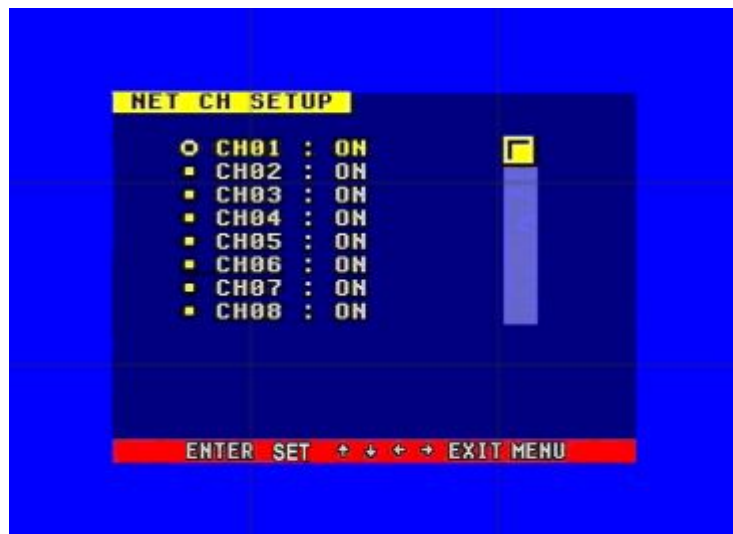 NET CH SETUP
CH01 : ON
CH02 : ON
CH03 : ON
CH04 : ON
CH05 : ON
CH06 : ON
CH07 : ON
CH08 : ON
ENTER SET ↑ ↓ ← → EXIT MENU